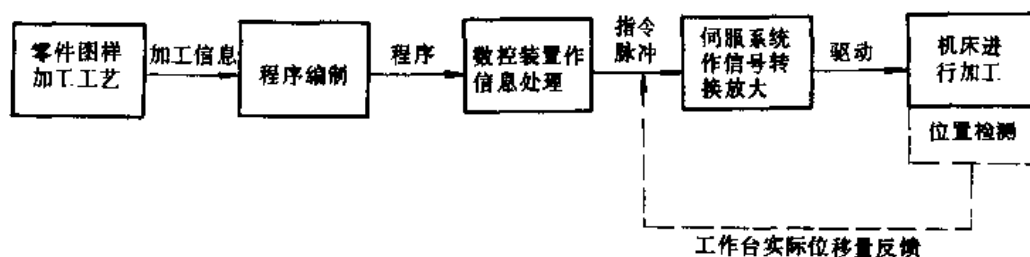 零件图样
加工工艺
加工信息
程序编制
程序
数控装置作
信息处理
指令
脉冲
伺服系统
作信号转
换放大
驱动
机床进
行加工
位置检测
工作台实际位移量反馈